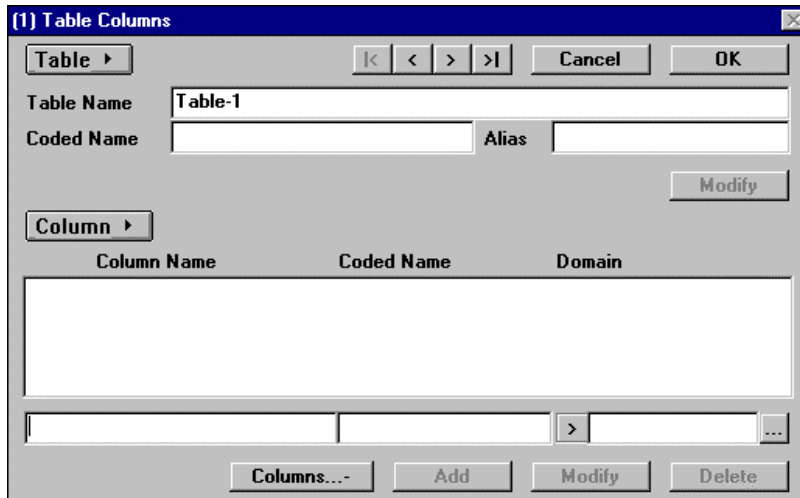 (1) Table Columns
Table
|< < > >| Cancel OK
Table Name Table-1
Coded Name Alias
Modify
Column
Column Name Coded Name Domain
> ...
Columns...- Add Modify Delete